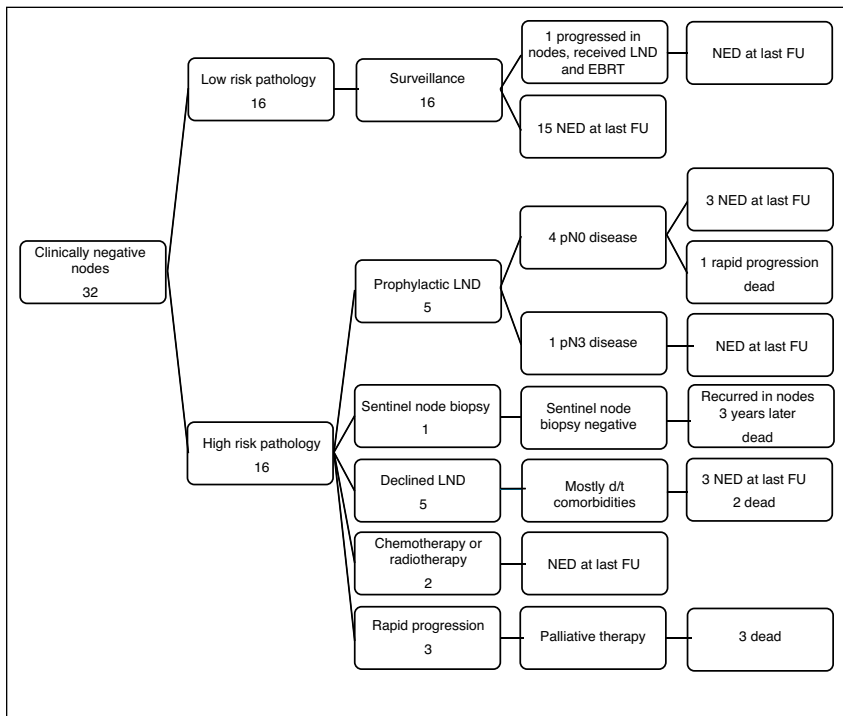 Clinically negative
nodes
32
Low risk pathology
16
Surveillance
16
1 progressed in
nodes, received LND
and EBRT
NED at last FU
15 NED at last FU
High risk pathology
16
Prophylactic LND
5
4 pN0 disease
3 NED at last FU
1 rapid progression
dead
1 pN3 disease
NED at last FU
Sentinel node biopsy
1
Sentinel node
biopsy negative
Recurred in nodes
3 years later
dead
Declined LND
5
Mostly d/t
comorbidities
3 NED at last FU
2 dead
Chemotherapy or
radiotherapy
2
NED at last FU
Rapid progression
3
Palliative therapy
3 dead